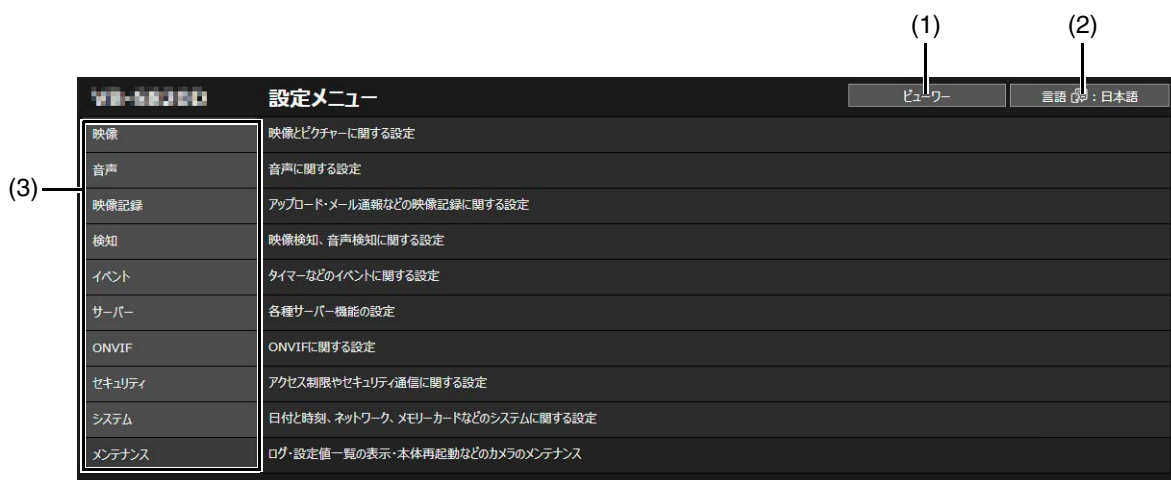 (1) (2)
設定メニュー ビューワー 言語 : 日本語
映像 映像とピクチャーに関する設定
音声 音声に関する設定
(3)
映像記録 アップロード・メール通報などの映像記録に関する設定
検知 映像検知、音声検知に関する設定
イベント タイマーなどのイベントに関する設定
サーバー 各種サーバー機能の設定
ONVIF ONVIFに関する設定
セキュリティ アクセス制限やセキュリティ通信に関する設定
システム 日付と時刻、ネットワーク、メモリーカードなどのシステムに関する設定
メンテナンス ログ・設定値一覧の表示・本体再起動などのカメラのメンテナンス